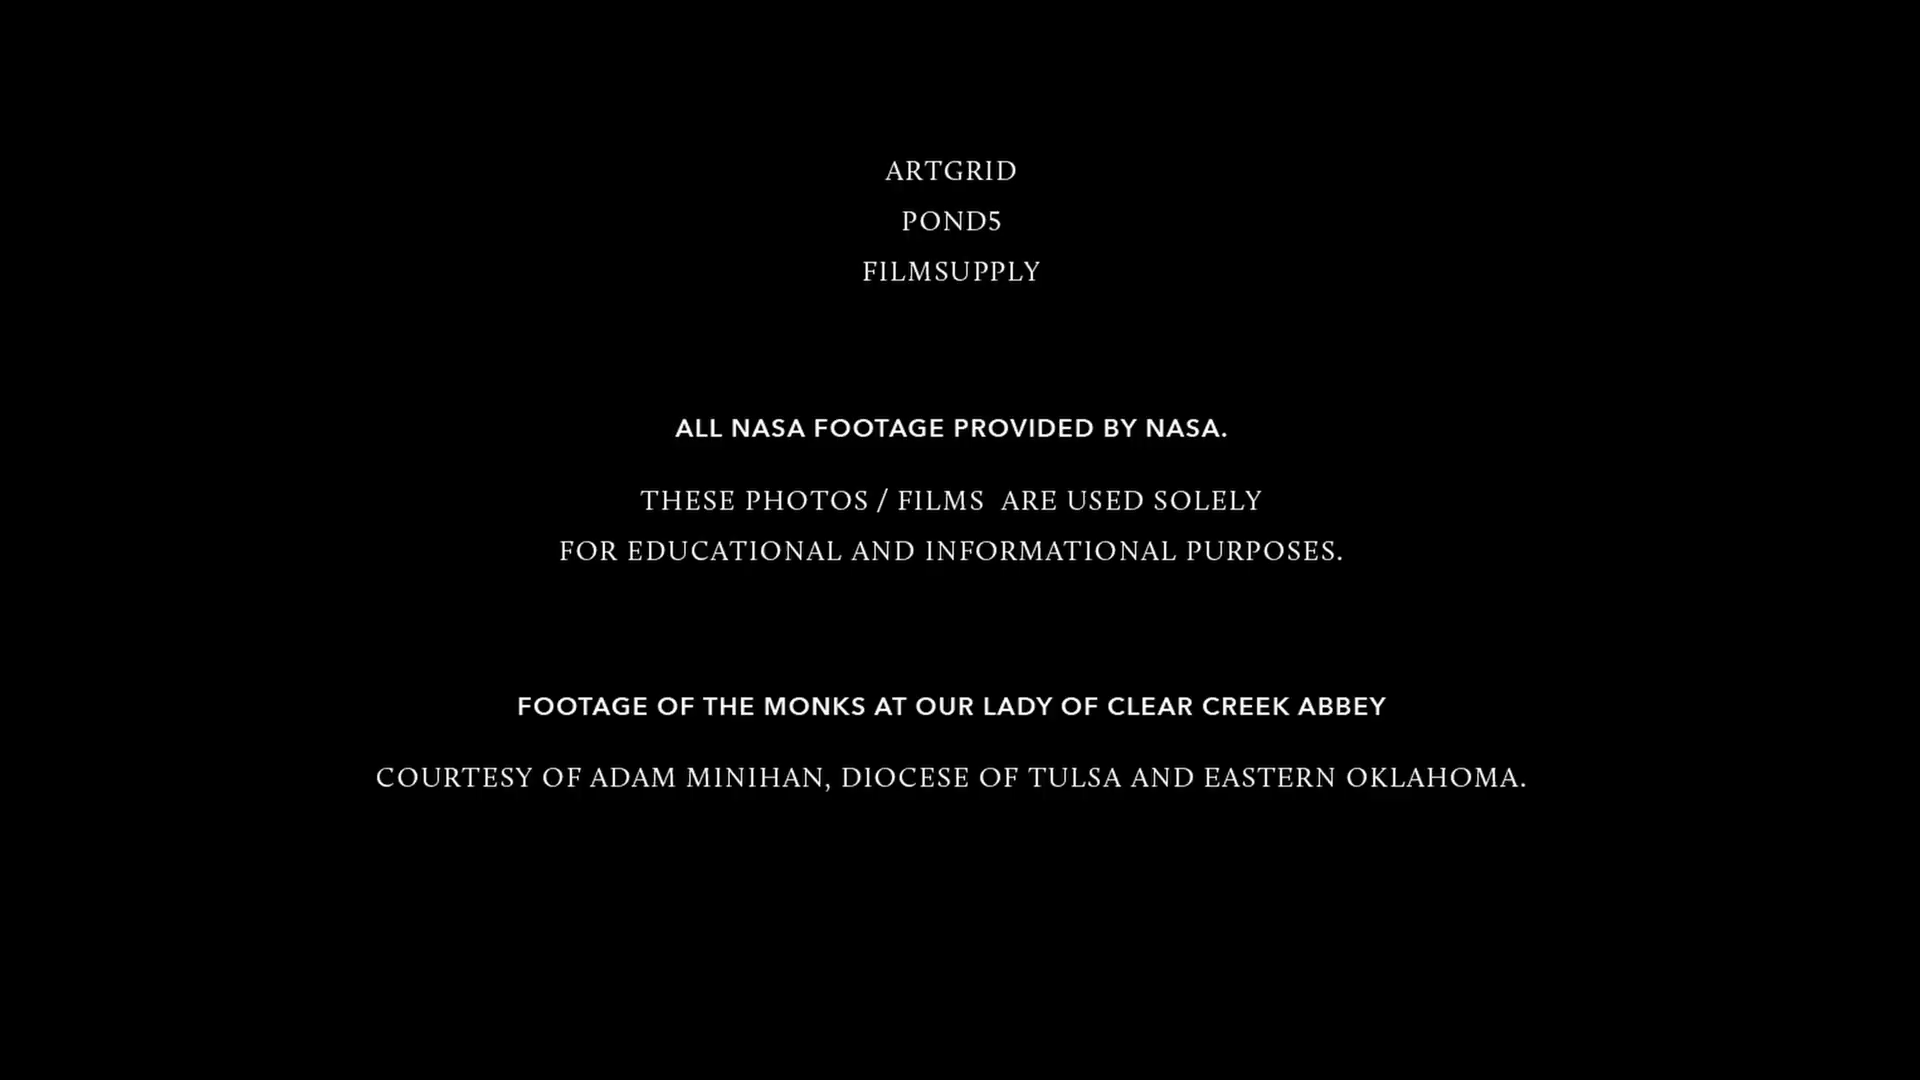 ARTGRID
POND5
FILMSUPPLY
ALL NASA FOOTAGE PROVIDED BY NASA.
THESE PHOTOS / FILMS  ARE USED SOLELY
FOR EDUCATIONAL AND INFORMATIONAL PURPOSES.
FOOTAGE OF THE MONKS AT OUR LADY OF CLEAR CREEK ABBEY
COURTESY OF ADAM MINIHAN, DIOCESE OF TULSA AND EASTERN OKLAHOMA.